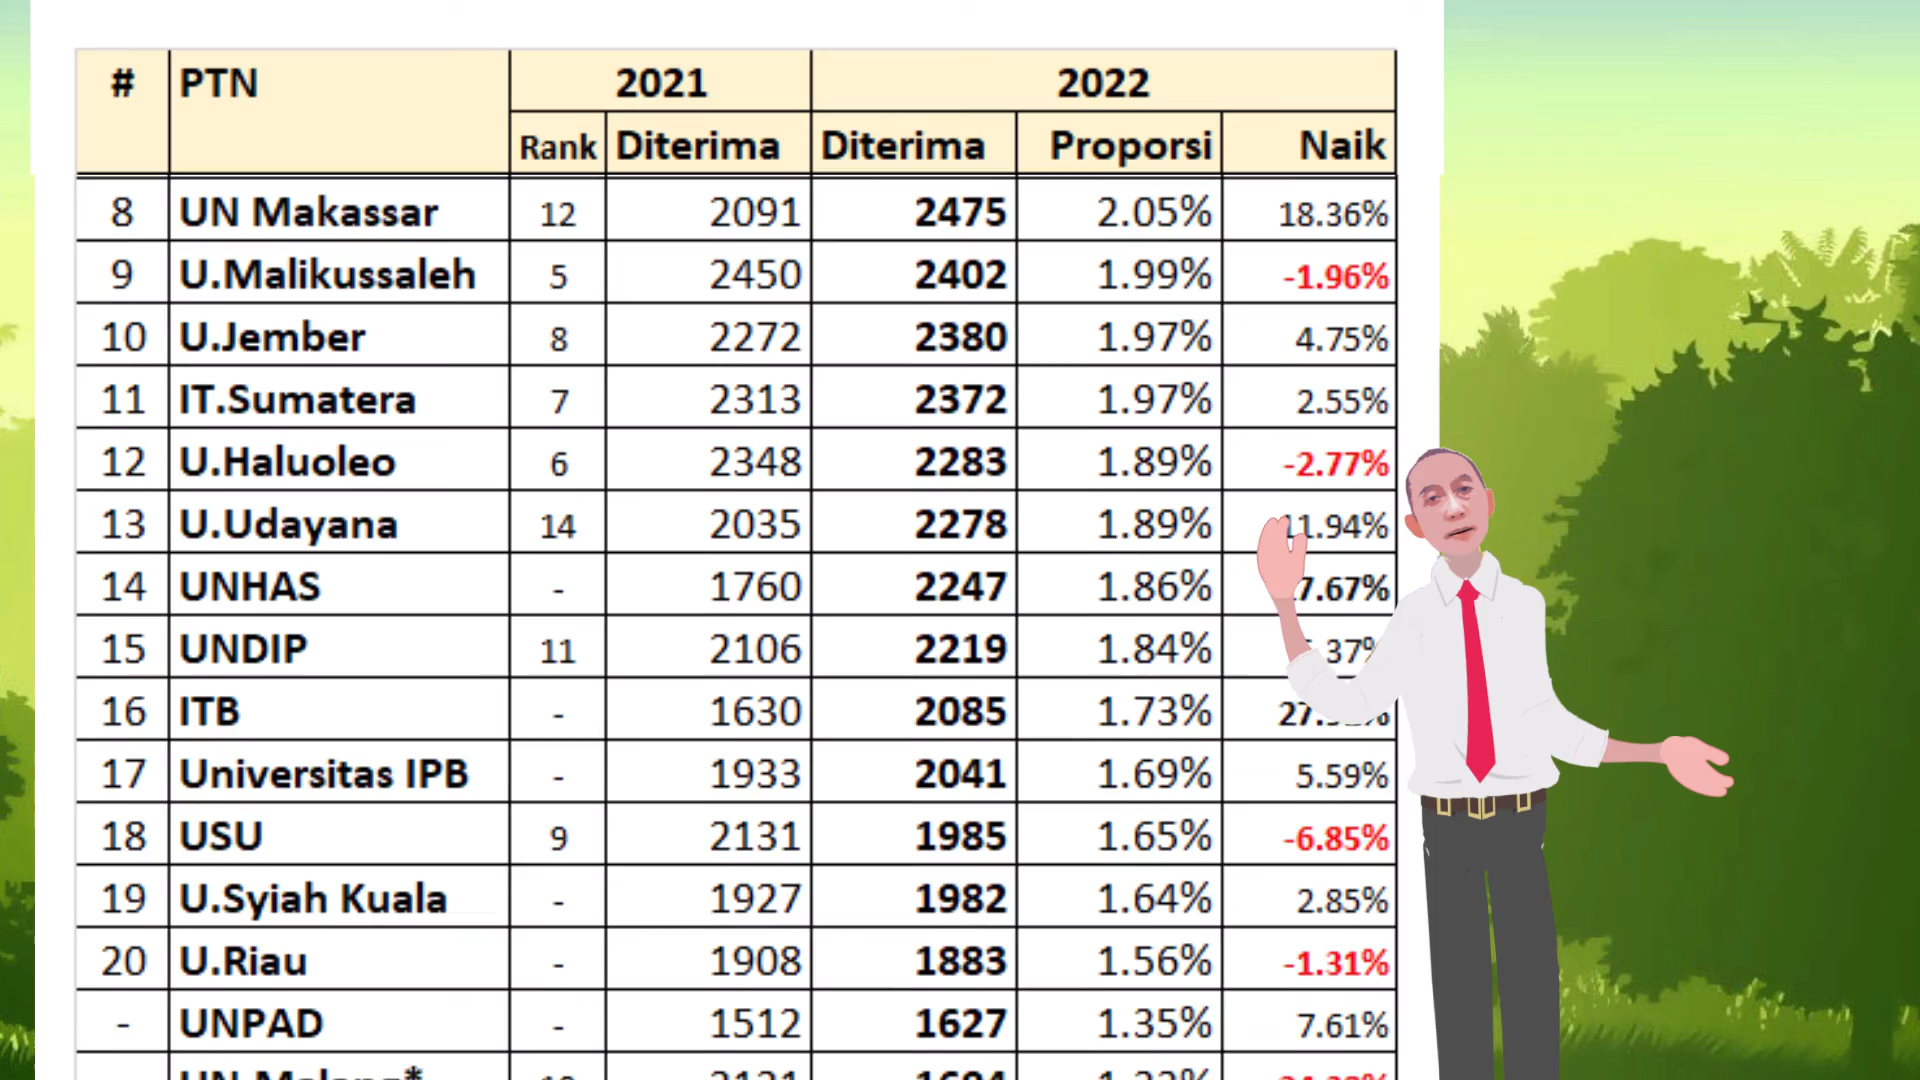 # PTN 2021 2022
Rank Diterima Diterima Proporsi Naik
8 UN Makassar 12 2091 2475 2.05% 18.36%
9 U.Malikussaleh 5 2450 2402 1.99% -1.96%
10 U.Jember 8 2272 2380 1.97% 4.75%
11 IT.Sumatera 7 2313 2372 1.97% 2.55%
12 U.Haluoleo 6 2348 2283 1.89% -2.77%
13 U.Udayana 14 2035 2278 1.89% 11.94%
14 UNHAS - 1760 2247 1.86% 7.67%
15 UNDIP 11 2106 2219 1.84%
16 ITB - 1630 2085 1.73%
17 Universitas IPB - 1933 2041 1.69% 5.59%
18 USU 9 2131 1985 1.65% -6.85%
19 U.Syiah Kuala - 1927 1982 1.64% 2.85%
20 U.Riau - 1908 1883 1.56% -1.31%
- UNPAD - 1512 1627 1.35% 7.61%